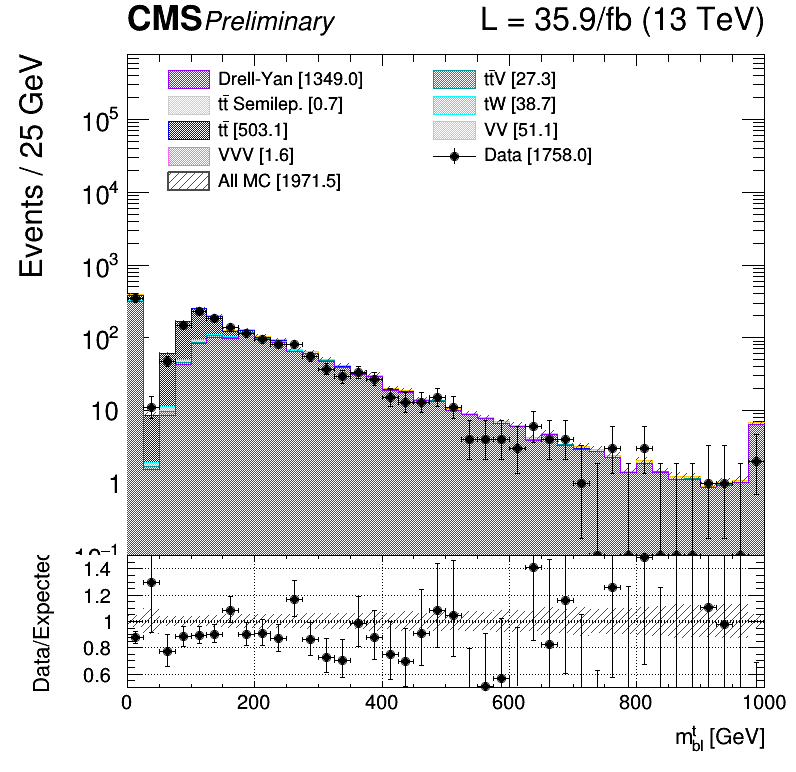 CMS Preliminary L = 35.9/fb (13 TeV)
Events / 25 GeV
Drell-Yan [1349.0]
tt̄ Semilep. [0.7]
tt̄ [503.1]
VVV [1.6]
All MC [1971.5]
tt̄V [27.3]
tW [38.7]
VV [51.1]
Data [1758.0]
10⁵
10⁴
10³
10²
10
1
10⁻¹
Data/Expected
1.4
1.2
1
0.8
0.6
0 200 400 600 800 1000
mᵗbl [GeV]